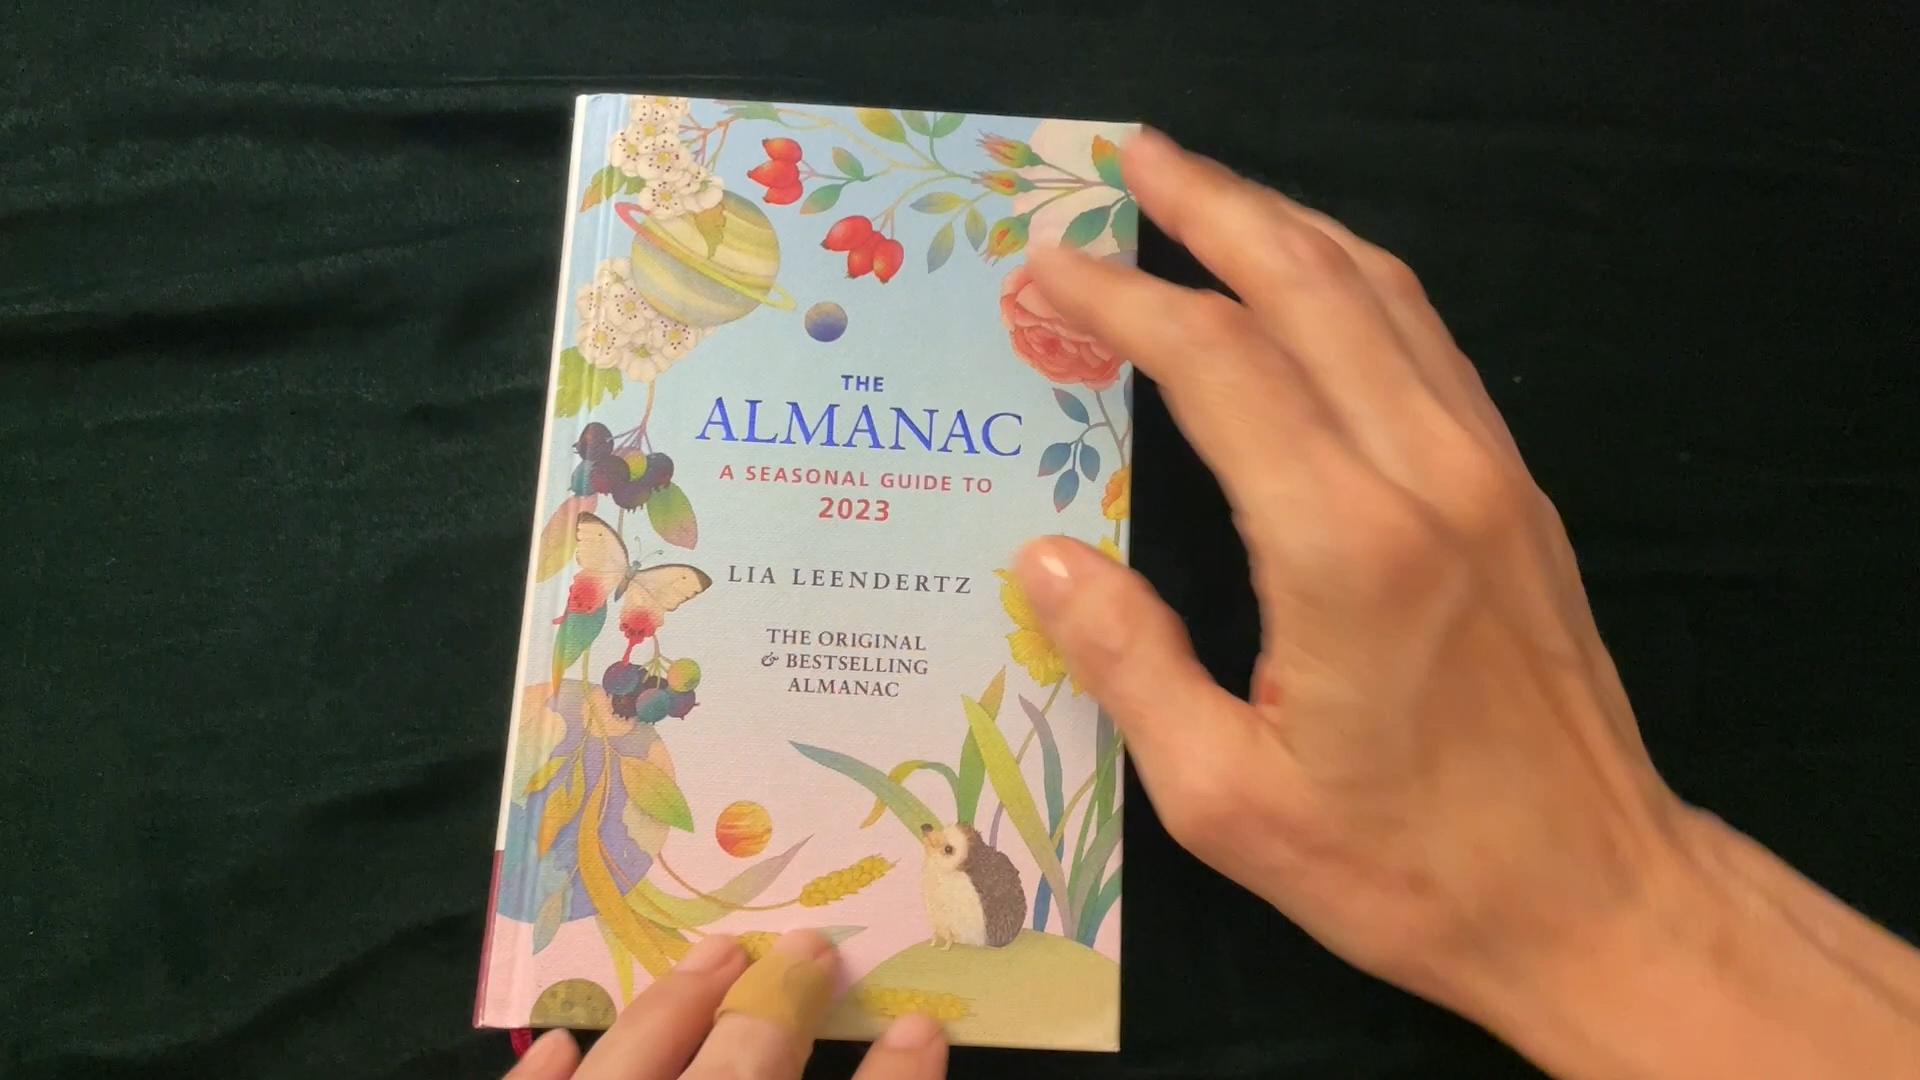 THE
ALMANAC
A SEASONAL GUIDE TO
2023
LIA LEENDERTZ
THE ORIGINAL
& BESTSELLING
ALMANAC